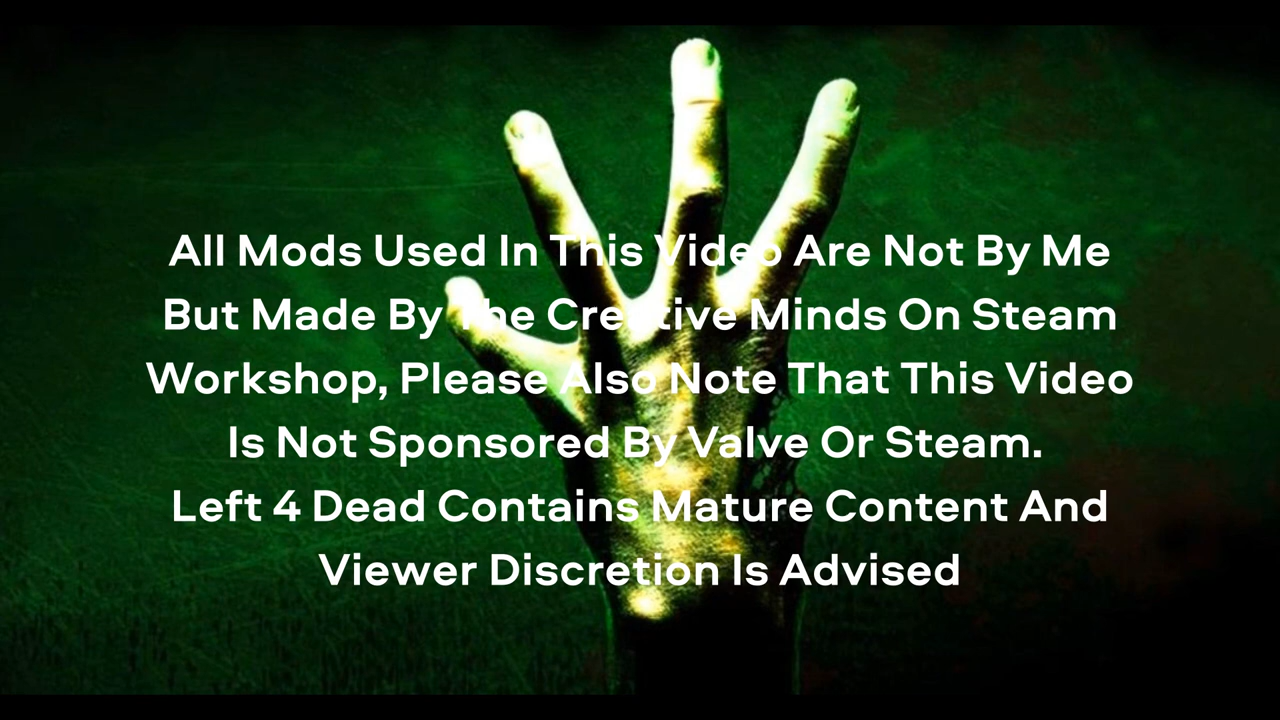 All Mods Used In This Video Are Not By Me
But Made By The Creative Minds On Steam
Workshop, Please Also Note That This Video
Is Not Sponsored By Valve Or Steam.
Left 4 Dead Contains Mature Content And
Viewer Discretion Is Advised